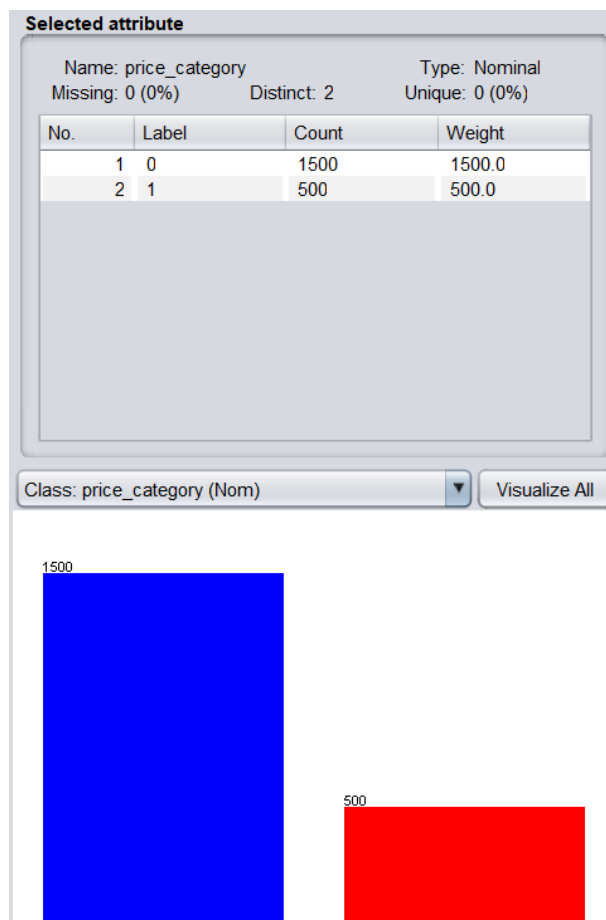 Selected attribute
Name: price_category Type: Nominal
Missing: 0 (0%) Distinct: 2 Unique: 0 (0%)
No. Label Count Weight
1 0 1500 1500.0
2 1 500 500.0
Class: price_category (Nom) Visualize All
1500
500